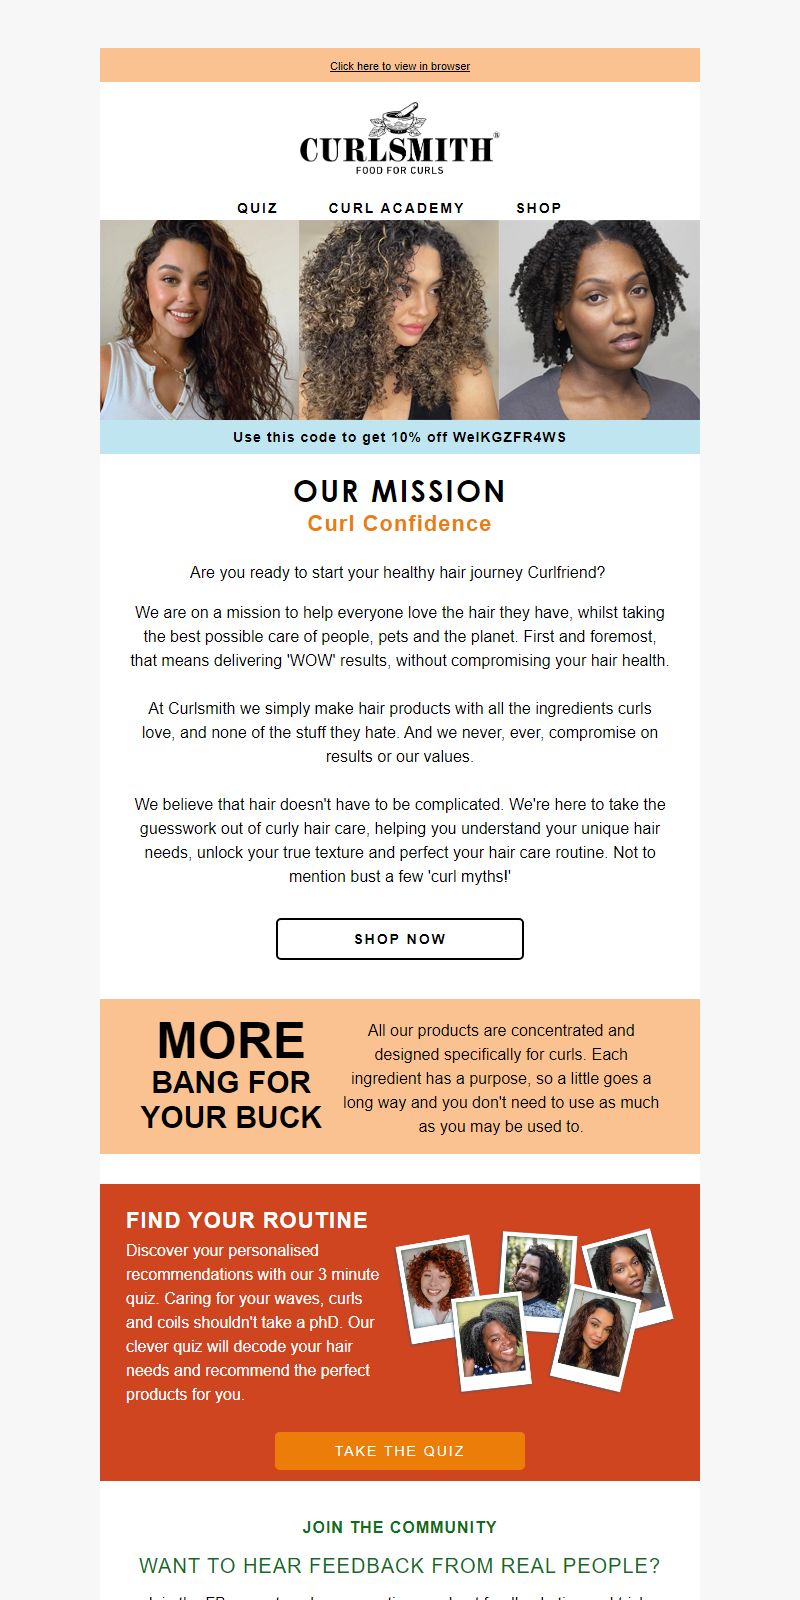 Click here to view in browser
CURLSMITH®
FOOD FOR CURLS
QUIZ CURL ACADEMY SHOP
Use this code to get 10% off WelKGZFR4WS
OUR MISSION
Curl Confidence
Are you ready to start your healthy hair journey Curlfriend?
We are on a mission to help everyone love the hair they have, whilst taking
the best possible care of people, pets and the planet. First and foremost,
that means delivering 'WOW' results, without compromising your hair health.
At Curlsmith we simply make hair products with all the ingredients curls
love, and none of the stuff they hate. And we never, ever, compromise on
results or our values.
We believe that hair doesn't have to be complicated. We're here to take the
guesswork out of curly hair care, helping you understand your unique hair
needs, unlock your true texture and perfect your hair care routine. Not to
mention bust a few 'curl myths!'
SHOP NOW
MORE
BANG FOR
YOUR BUCK
All our products are concentrated and
designed specifically for curls. Each
ingredient has a purpose, so a little goes a
long way and you don't need to use as much
as you may be used to.
FIND YOUR ROUTINE
Discover your personalised
recommendations with our 3 minute
quiz. Caring for your waves, curls
and coils shouldn't take a phD. Our
clever quiz will decode your hair
needs and recommend the perfect
products for you.
TAKE THE QUIZ
JOIN THE COMMUNITY
WANT TO HEAR FEEDBACK FROM REAL PEOPLE?